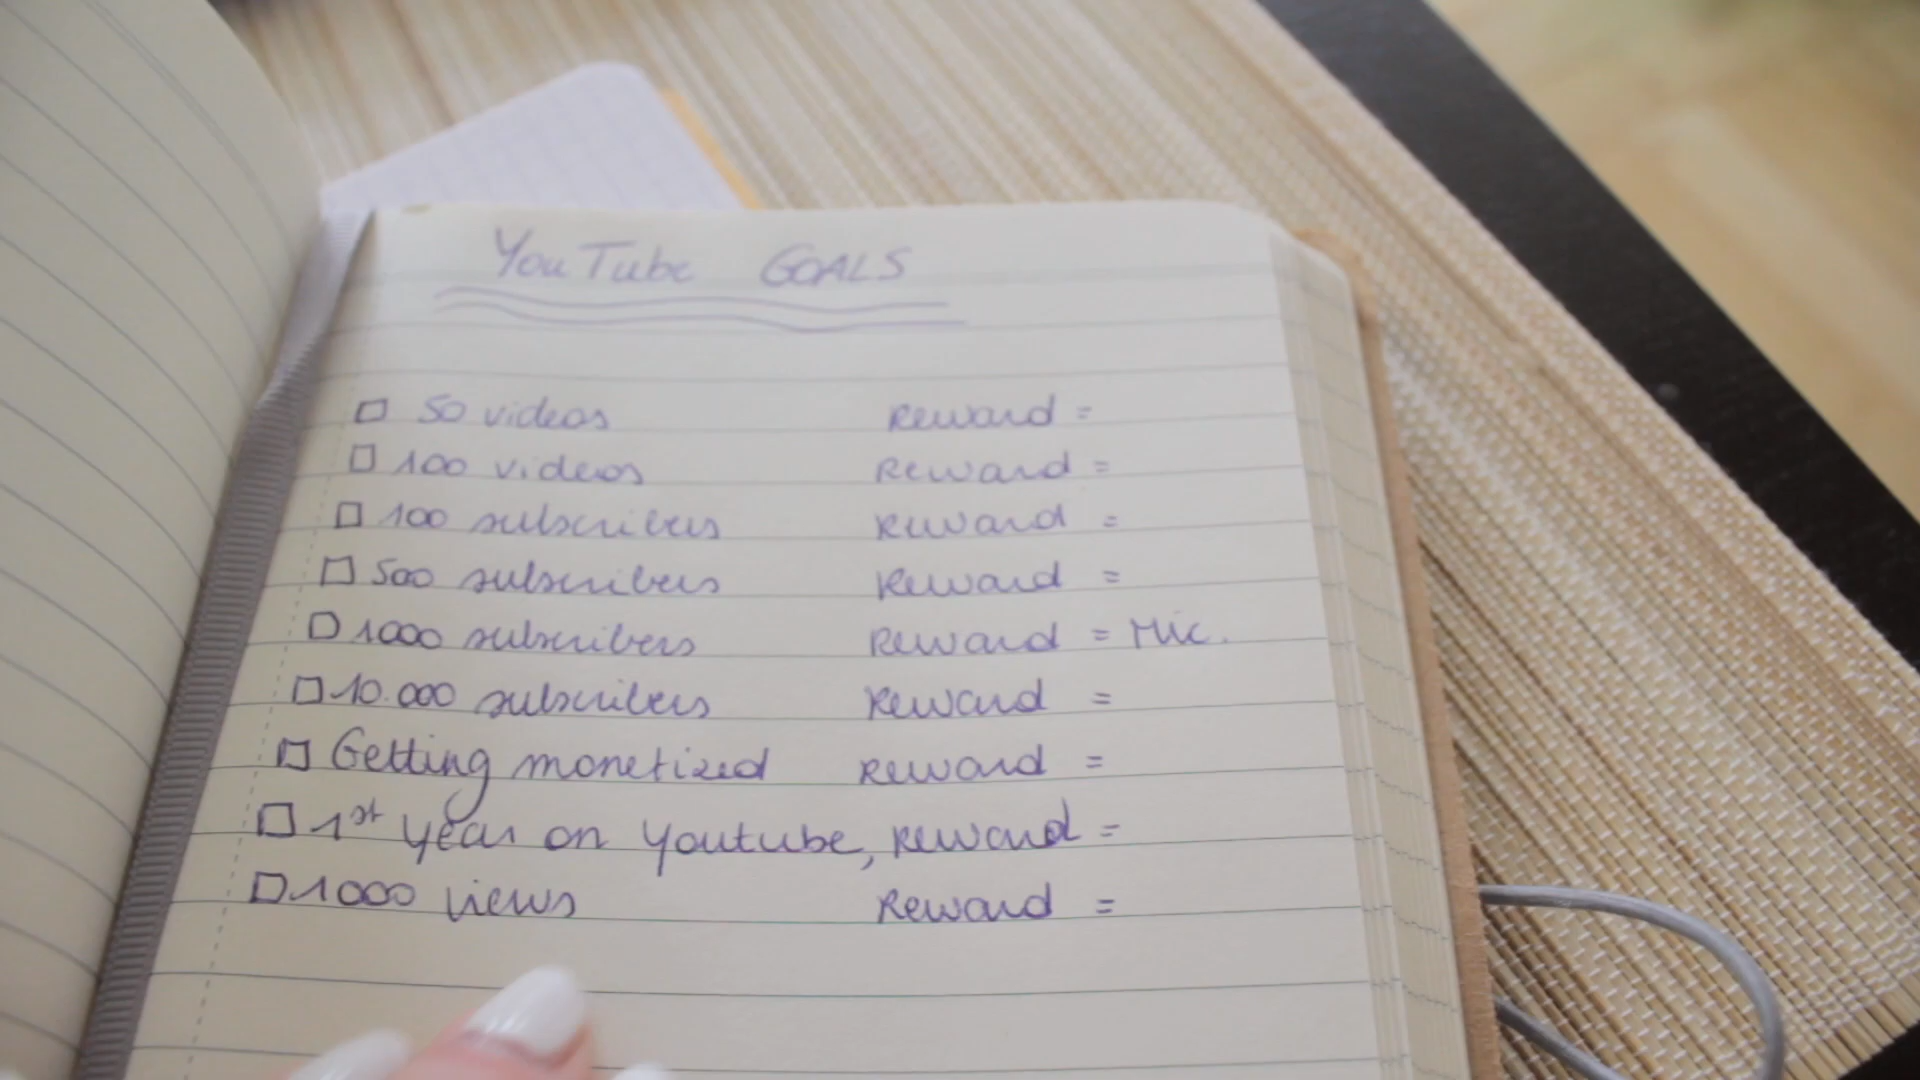 YouTube GOALS
□ 50 videos Reward =
□ 100 videos Reward =
□ 100 subscribers Reward =
□ 500 subscribers Reward =
□ 1000 subscribers Reward = Mic.
□ 10.000 subscribers Reward =
□ Getting monetized Reward =
□ 1st year on Youtube, Reward =
□ 1000 views Reward =